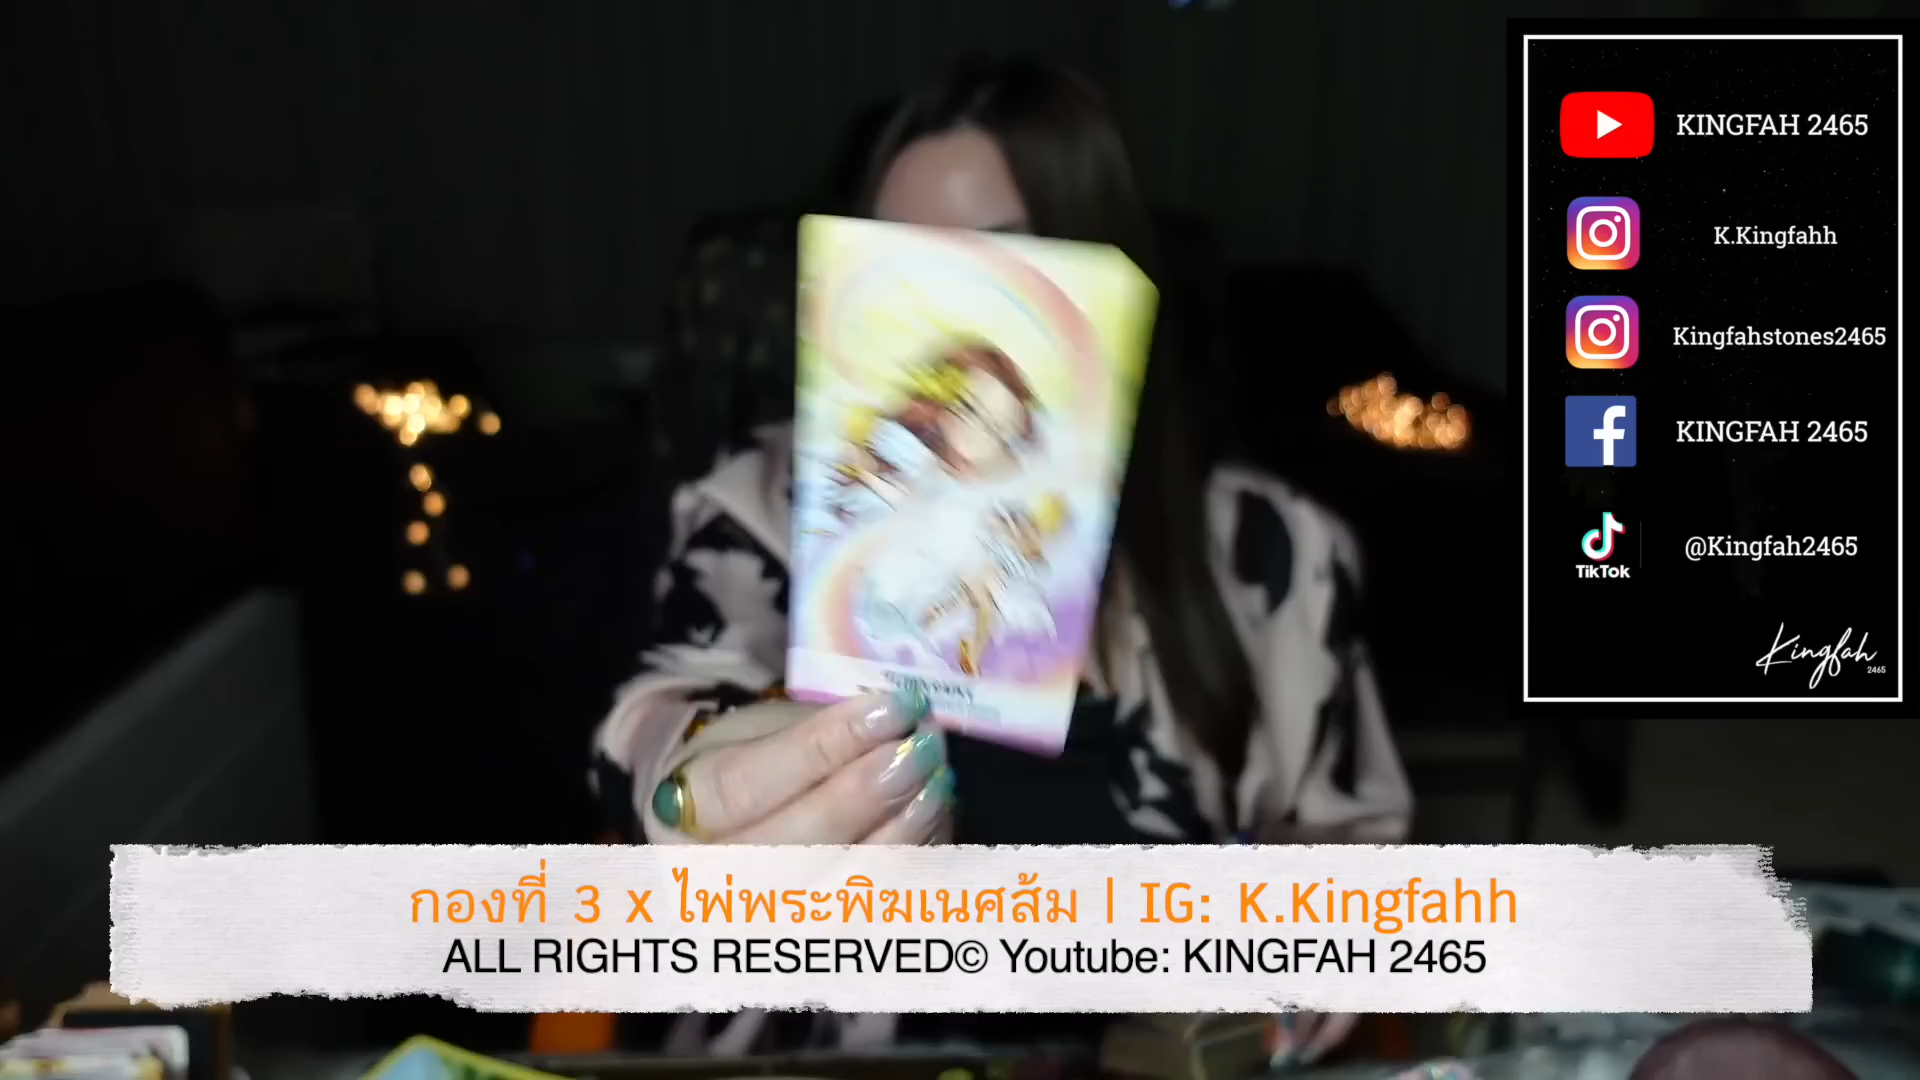 KINGFAH 2465
K.Kingfahh
Kingfahstones2465
KINGFAH 2465
TikTok
@Kingfah2465
Kingfah
2465
กองที่ 3 x ไพ่พระพิฆเนศส้ม | IG: K.Kingfahh
ALL RIGHTS RESERVED© Youtube: KINGFAH 2465